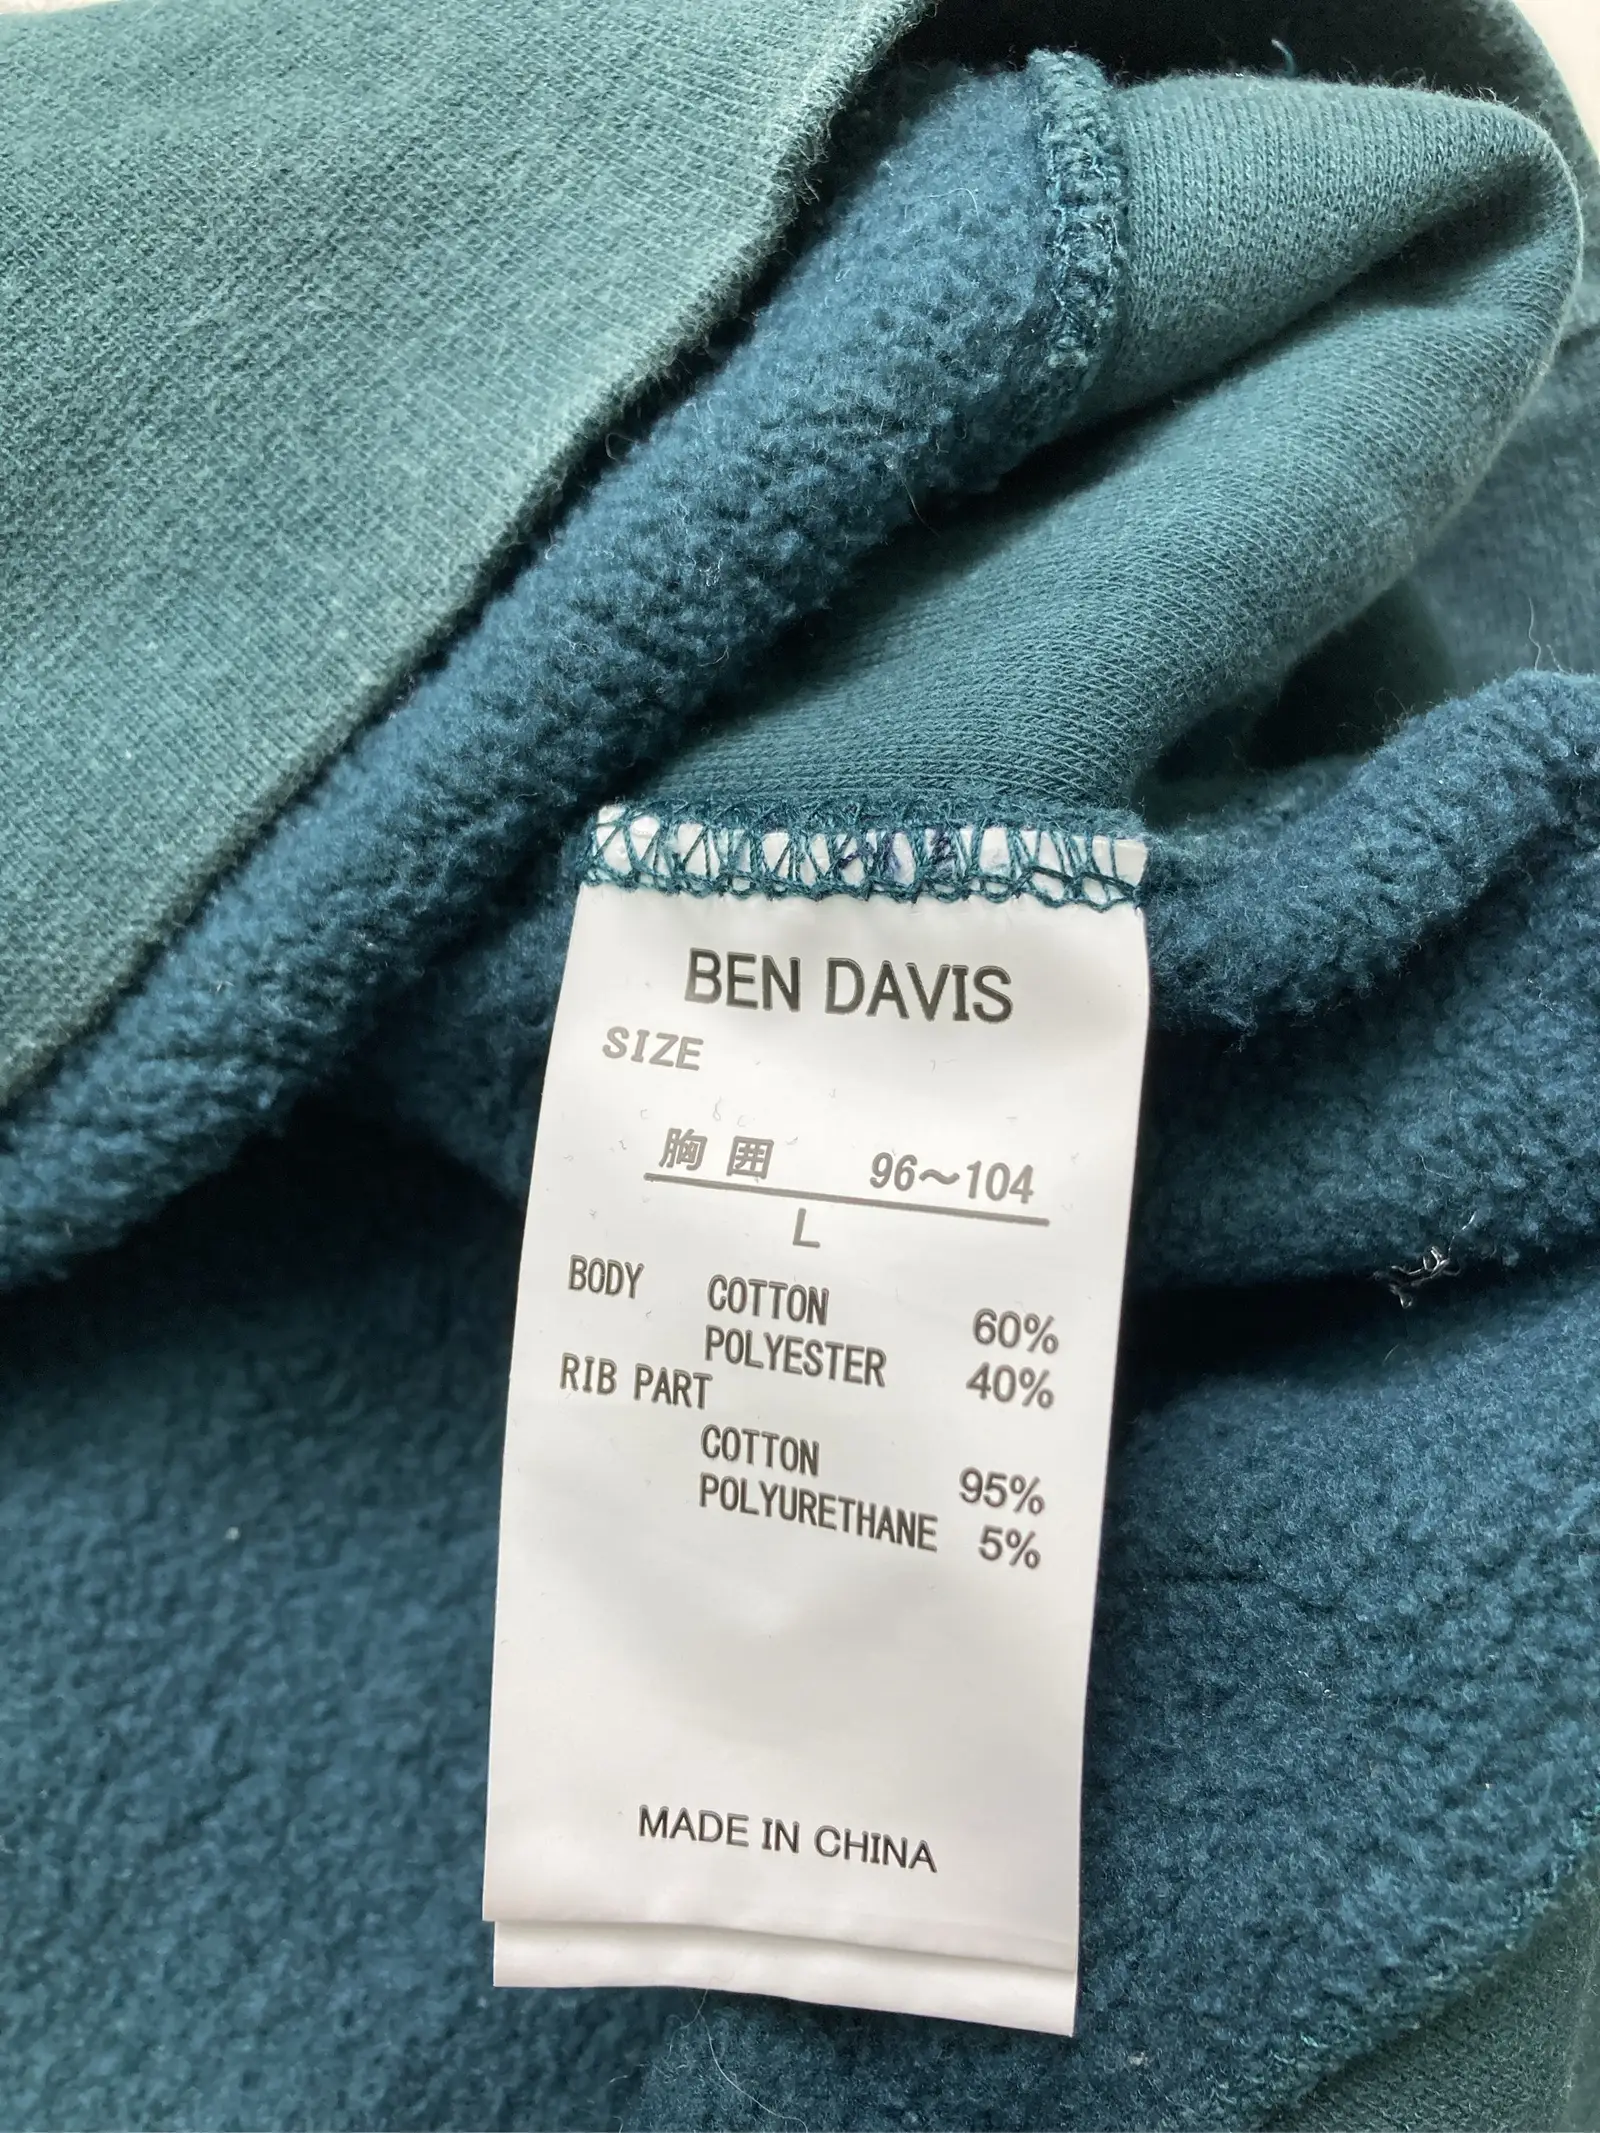 BEN DAVIS
SIZE
胸囲 96～104
L
BODY COTTON 60%
POLYESTER 40%
RIB PART
COTTON 95%
POLYURETHANE 5%
MADE IN CHINA